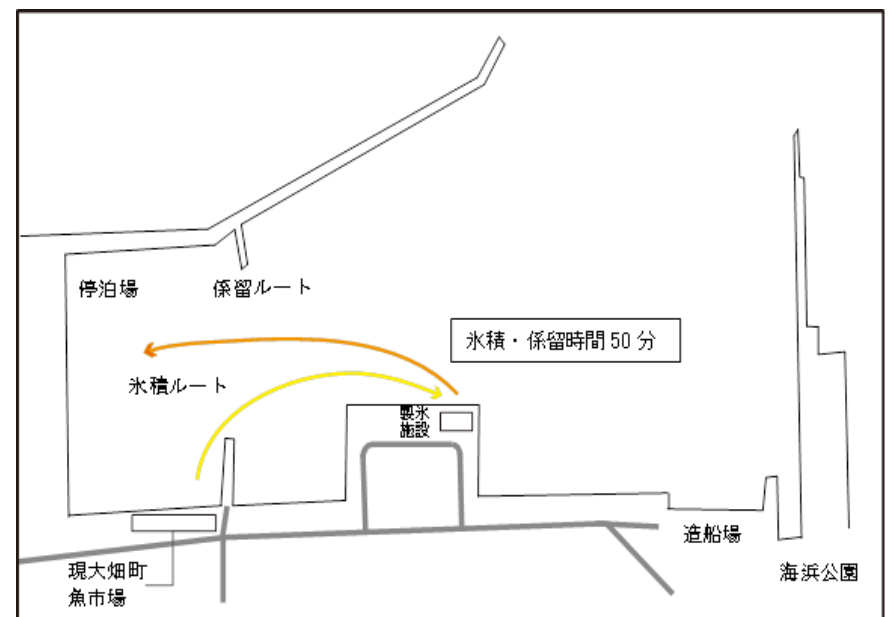 停泊場
係留ルート
氷積・係留時間50分
氷積ルート
製氷
施設
造船場
現大畑町
魚市場
海浜公園